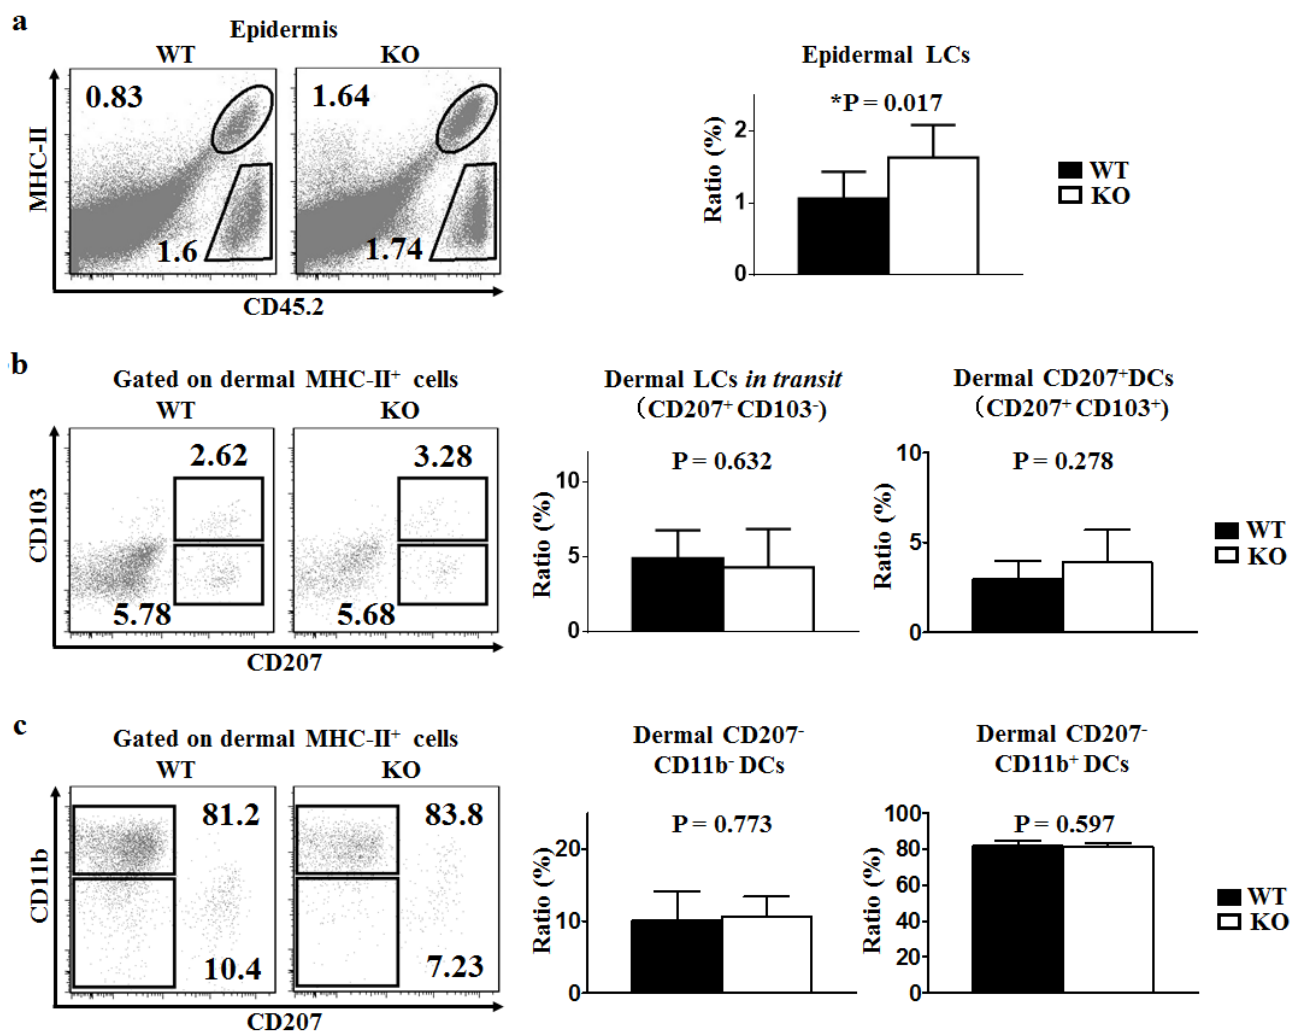 a
Epidermis
WT KO
0.83
1.64
1.6
1.74
MHC-II
CD45.2
Epidermal LCs
*P = 0.017
2
1
0
Ratio (%)
WT
KO
b
Gated on dermal MHC-II⁺ cells
WT KO
2.62
3.28
5.78
5.68
CD103
CD207
Dermal LCs in transit
(CD207⁺ CD103⁻)
P = 0.632
10
5
0
Ratio (%)
Dermal CD207⁺DCs
(CD207⁺ CD103⁺)
P = 0.278
10
5
0
Ratio (%)
WT
KO
c
Gated on dermal MHC-II⁺ cells
WT KO
81.2
83.8
10.4
7.23
CD11b
CD207
Dermal CD207⁻
CD11b⁻ DCs
P = 0.773
20
10
0
Ratio (%)
Dermal CD207⁻
CD11b⁺ DCs
P = 0.597
100
80
60
40
20
0
Ratio (%)
WT
KO